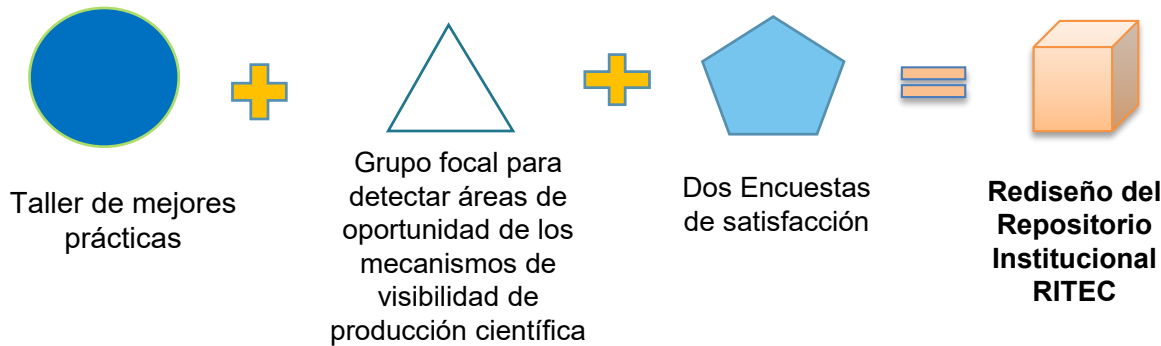 Taller de mejores
prácticas
Grupo focal para
detectar áreas de
oportunidad de los
mecanismos de
visibilidad de
producción científica
Dos Encuestas
de satisfacción
Rediseño del
Repositorio
Institucional
RITEC